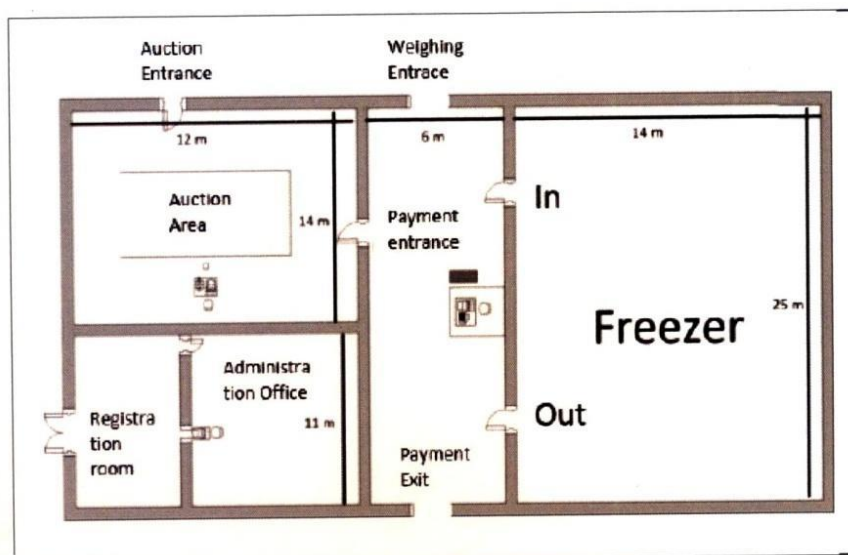 Auction
Entrance
Weighing
Entrace
12 m
6 m
14 m
Auction
Area
14 m
Payment
entrance
In
25 m
Freezer
Administra
tion Office
11 m
Registra
tion
room
Out
Payment
Exit